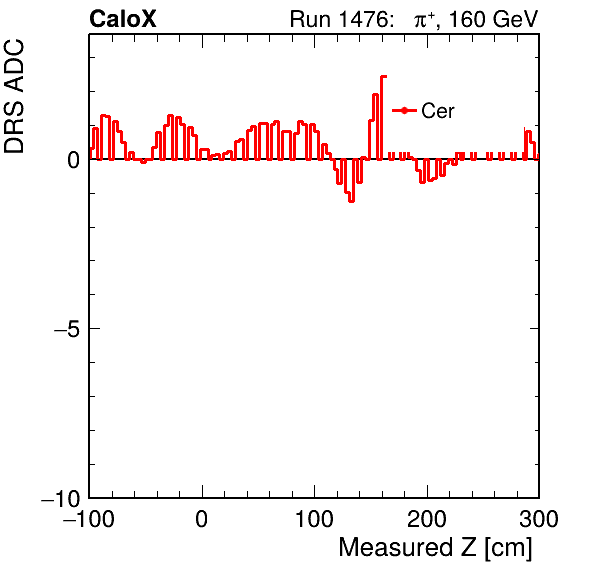 CaloX Run 1476: π⁺, 160 GeV
DRS ADC
Cer
0
−5
−10
−100 0 100 200 300
Measured Z [cm]